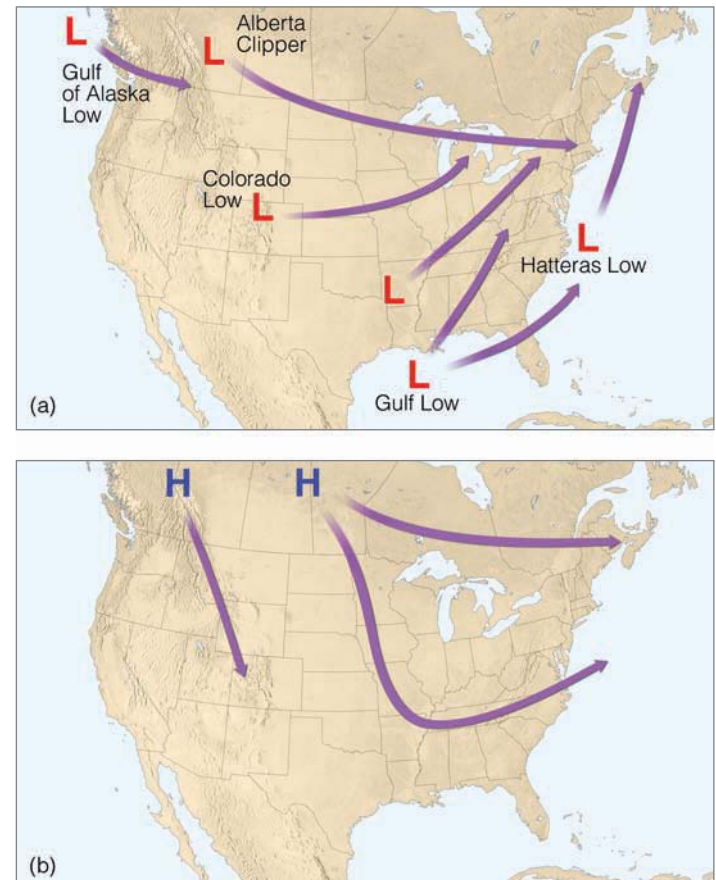 L
Alberta
Clipper
L
Gulf
of Alaska
Low
Colorado
Low L
L
Hatteras Low
L
L
Gulf Low
(a)
H
H
(b)